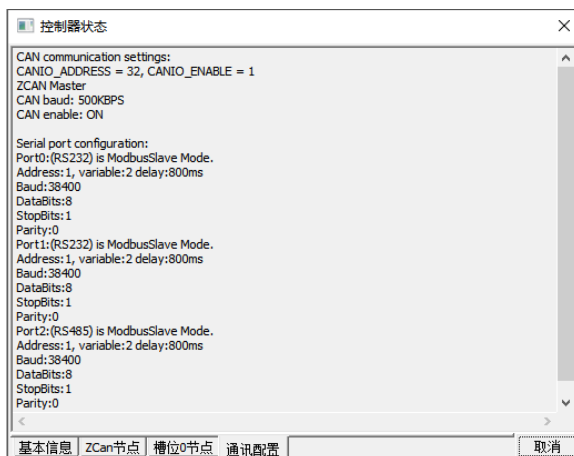 控制器状态
CAN communication settings:
CANIO_ADDRESS = 32, CANIO_ENABLE = 1
ZCAN Master
CAN baud: 500KBPS
CAN enable: ON
Serial port configuration:
Port0:(RS232) is ModbusSlave Mode.
Address:1, variable:2 delay:800ms
Baud:38400
DataBits:8
StopBits:1
Parity:0
Port1:(RS232) is ModbusSlave Mode.
Address:1, variable:2 delay:800ms
Baud:38400
DataBits:8
StopBits:1
Parity:0
Port2:(RS485) is ModbusSlave Mode.
Address:1, variable:2 delay:800ms
Baud:38400
DataBits:8
StopBits:1
Parity:0
基本信息 ZCan节点 槽位0节点 通讯配置 取消